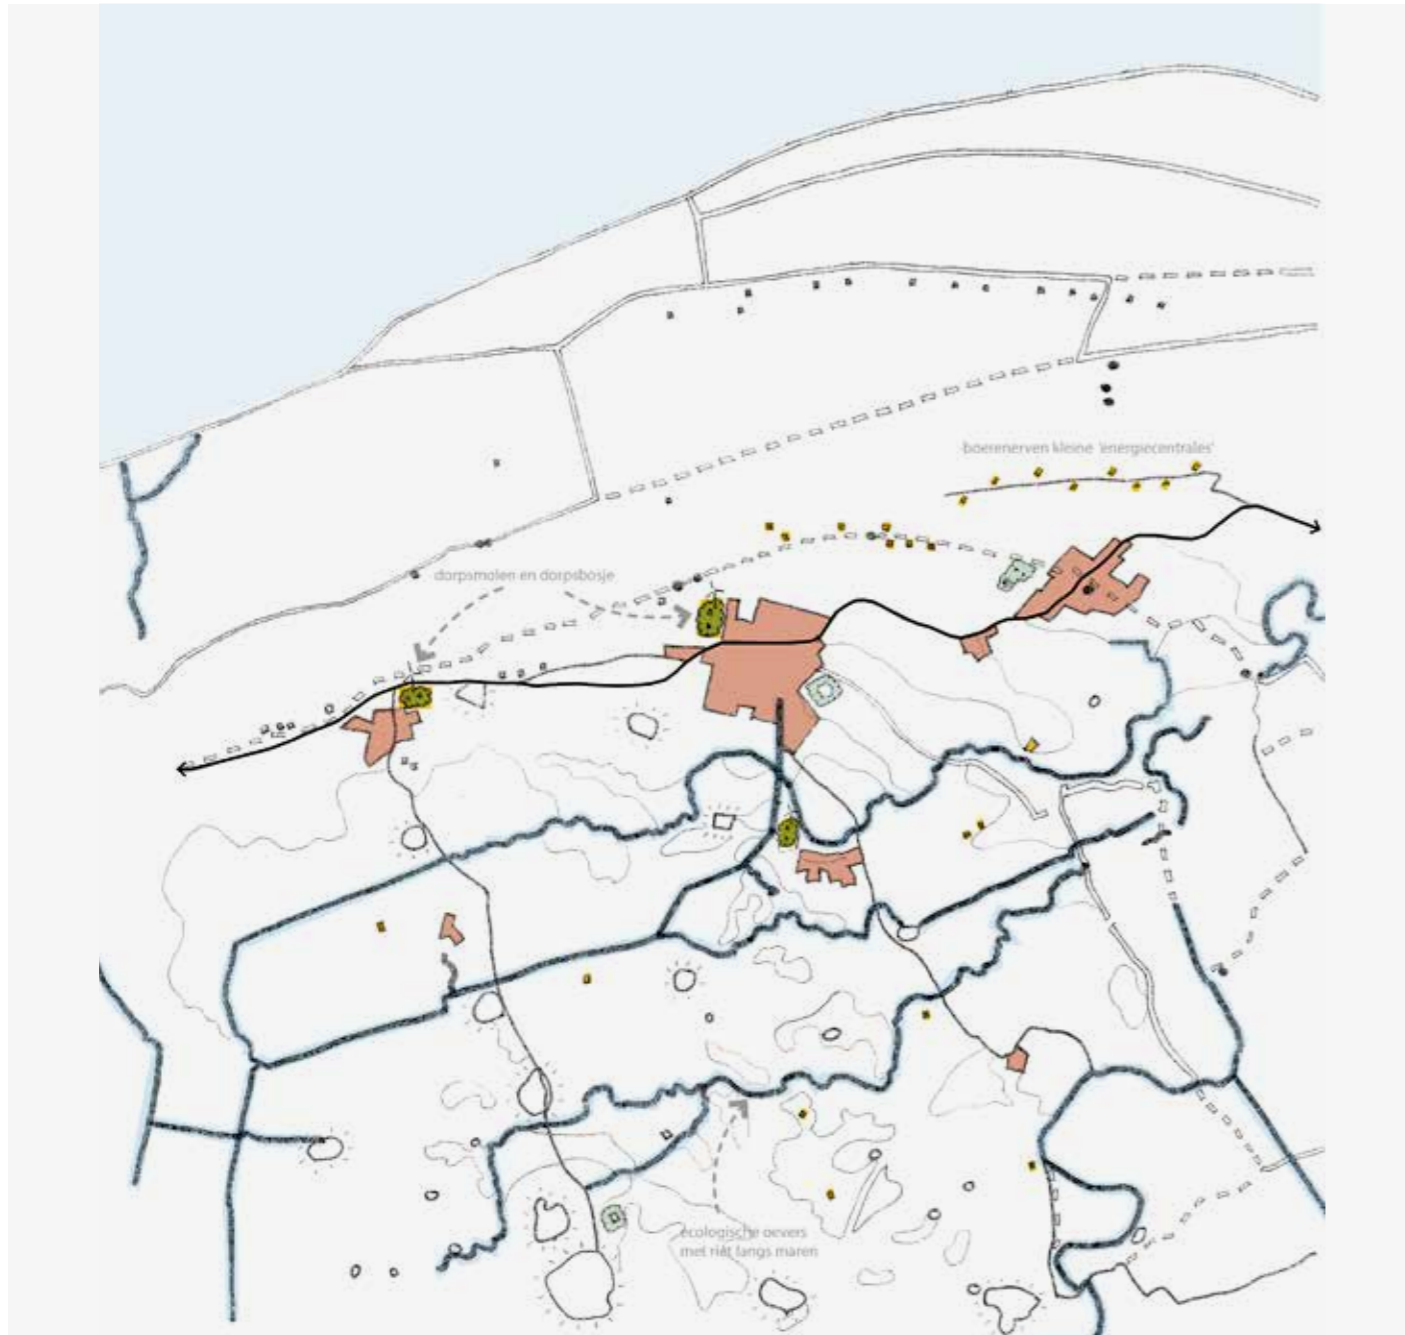 boerenerven kleine 'energiecentrales'
dorpsmolen en dorpsbosje
ecologische oevers
met riet langs maren